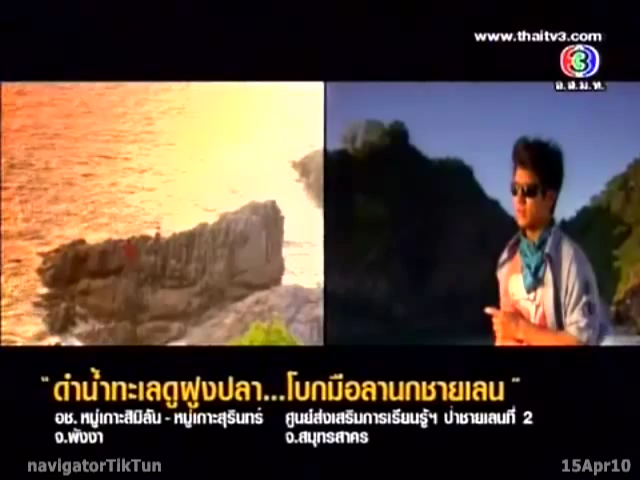 www.thaitv3.com
อ.ส.ม.ท.
"ดำน้ำทะเลดูฝูงปลา...โบกมือลานกชายเลน"
อช. หมู่เกาะสิมิลัน - หมู่เกาะสุรินทร์
จ.พังงา
ศูนย์ส่งเสริมการเรียนรู้ฯ ป่าชายเลนที่ 2
จ.สมุทรสาคร
navigatorTikTun
15Apr10